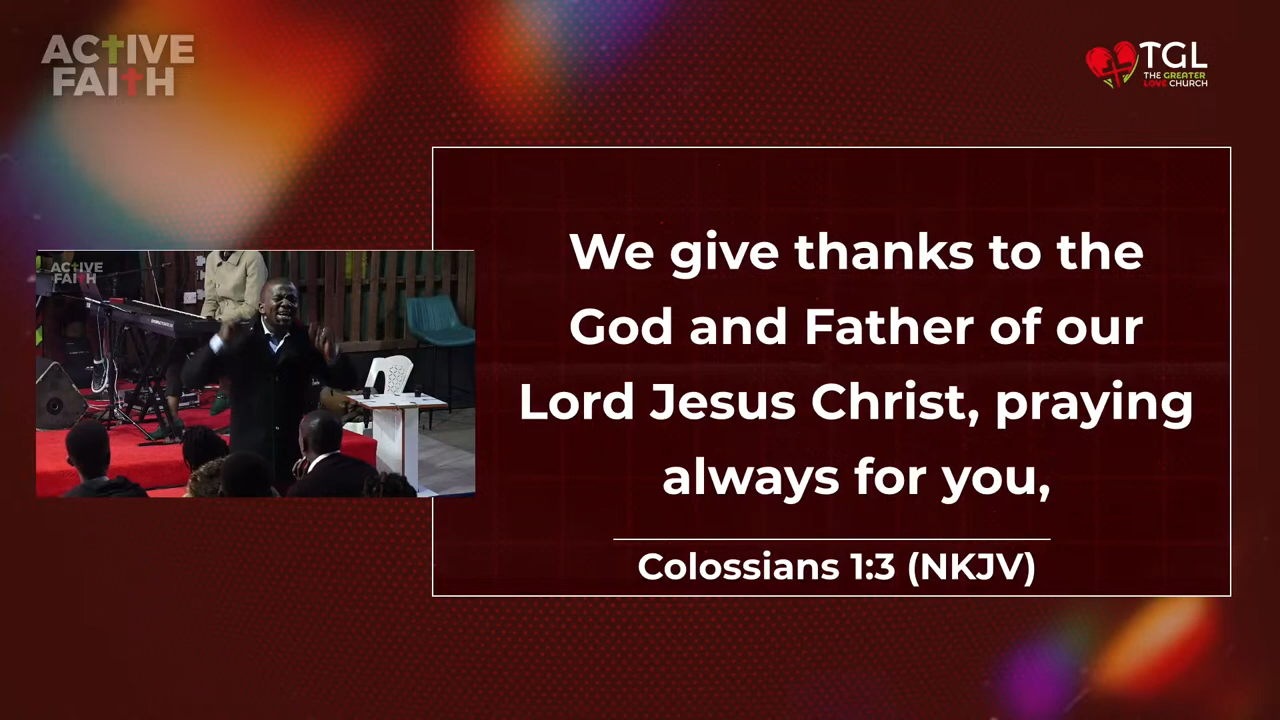 ACTIVE
FAITH
TGL
THE GREATER
LOVE CHURCH
ACTIVE
FAITH
We give thanks to the
God and Father of our
Lord Jesus Christ, praying
always for you,
Colossians 1:3 (NKJV)